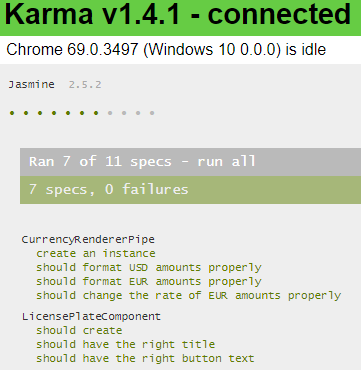 Karma v1.4.1 - connected
Chrome 69.0.3497 (Windows 10 0.0.0) is idle
Jasmine 2.5.2
Ran 7 of 11 specs - run all
7 specs, 0 failures
CurrencyRendererPipe
create an instance
should format USD amounts properly
should format EUR amounts properly
should change the rate of EUR amounts properly
LicensePlateComponent
should create
should have the right title
should have the right button text